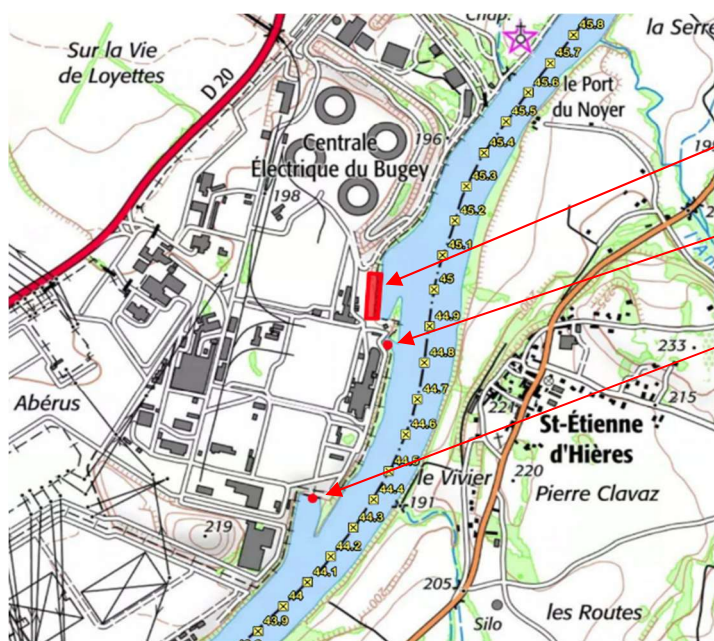 Chap.
45.8
la Serre
Sur la Vie
de Loyettes
45.7
D 20
45.6
le Port
du Noyer
45.5
Centrale
Électrique du Bugey
196
45.4
198
45.3
45.2
45.1
45
44.9
44.8
233
44.7
215
Abérus
221
St-Étienne
d'Hières
44.6
44.5
le Vivier
220
Pierre Clavaz
44.4
191
44.3
219
44.2
44.1
205
44
Silo
les Routes
43.9